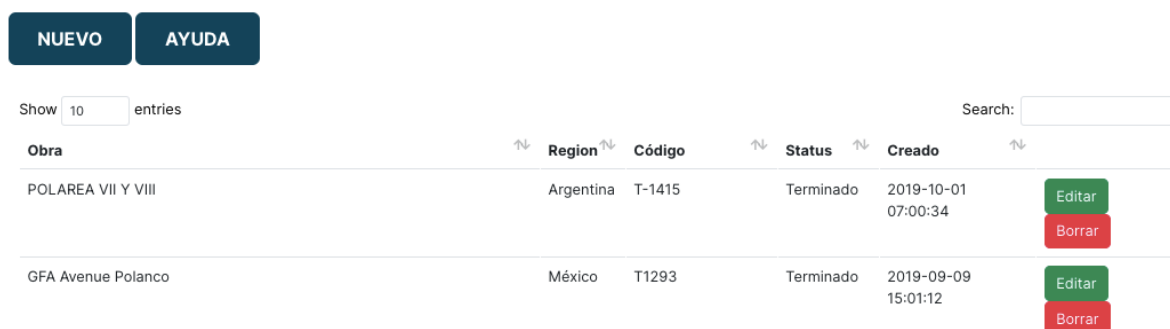 NUEVO AYUDA
Show 10 entries Search:
Obra Region Código Status Creado
POLAREA VII Y VIII Argentina T-1415 Terminado 2019-10-01 Editar
07:00:34
Borrar
GFA Avenue Polanco México T1293 Terminado 2019-09-09 Editar
15:01:12
Borrar